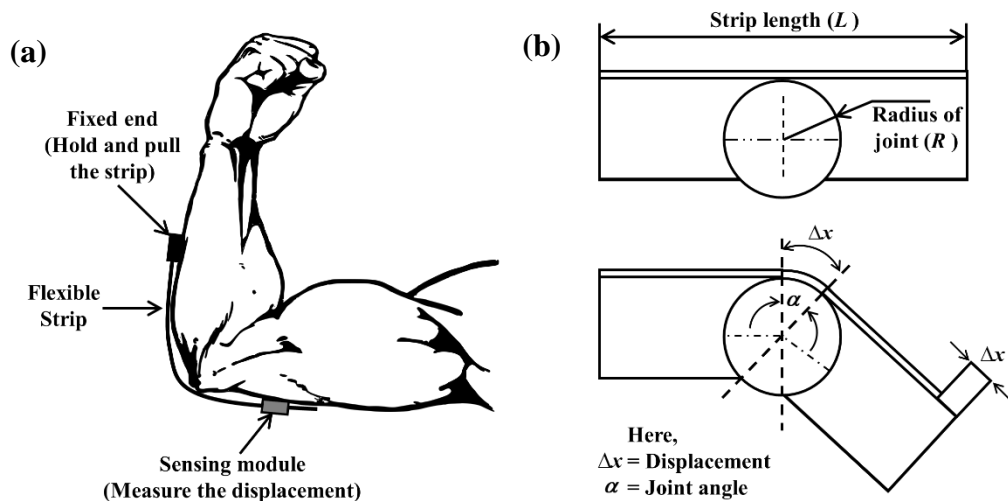 (a)
Fixed end
(Hold and pull
the strip)
Flexible
Strip
Sensing module
(Measure the displacement)
(b)
Strip length (L )
Radius of
joint (R )
Δx
α
Δx
Here,
Δx = Displacement
α = Joint angle